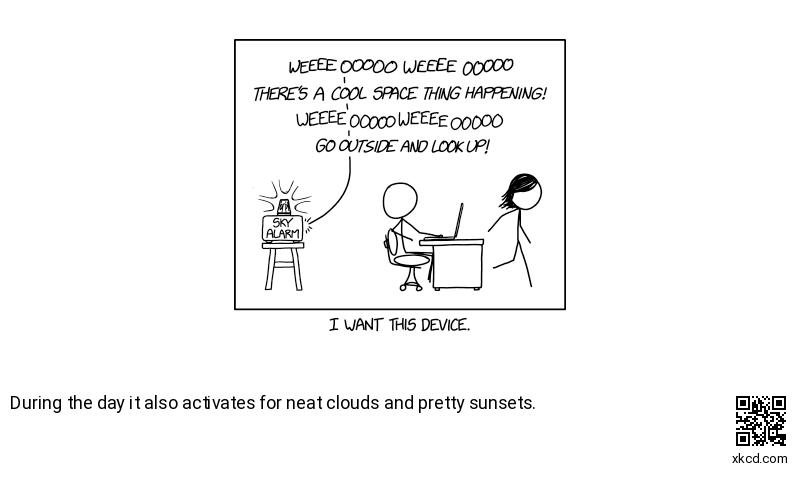 WEEEE OOOOO WEEEE OOOOO
THERE'S A COOL SPACE THING HAPPENING!
WEEEE OOOOO WEEEE OOOOO
GO OUTSIDE AND LOOK UP!
SKY
ALARM
I WANT THIS DEVICE.
During the day it also activates for neat clouds and pretty sunsets.
xkcd.com